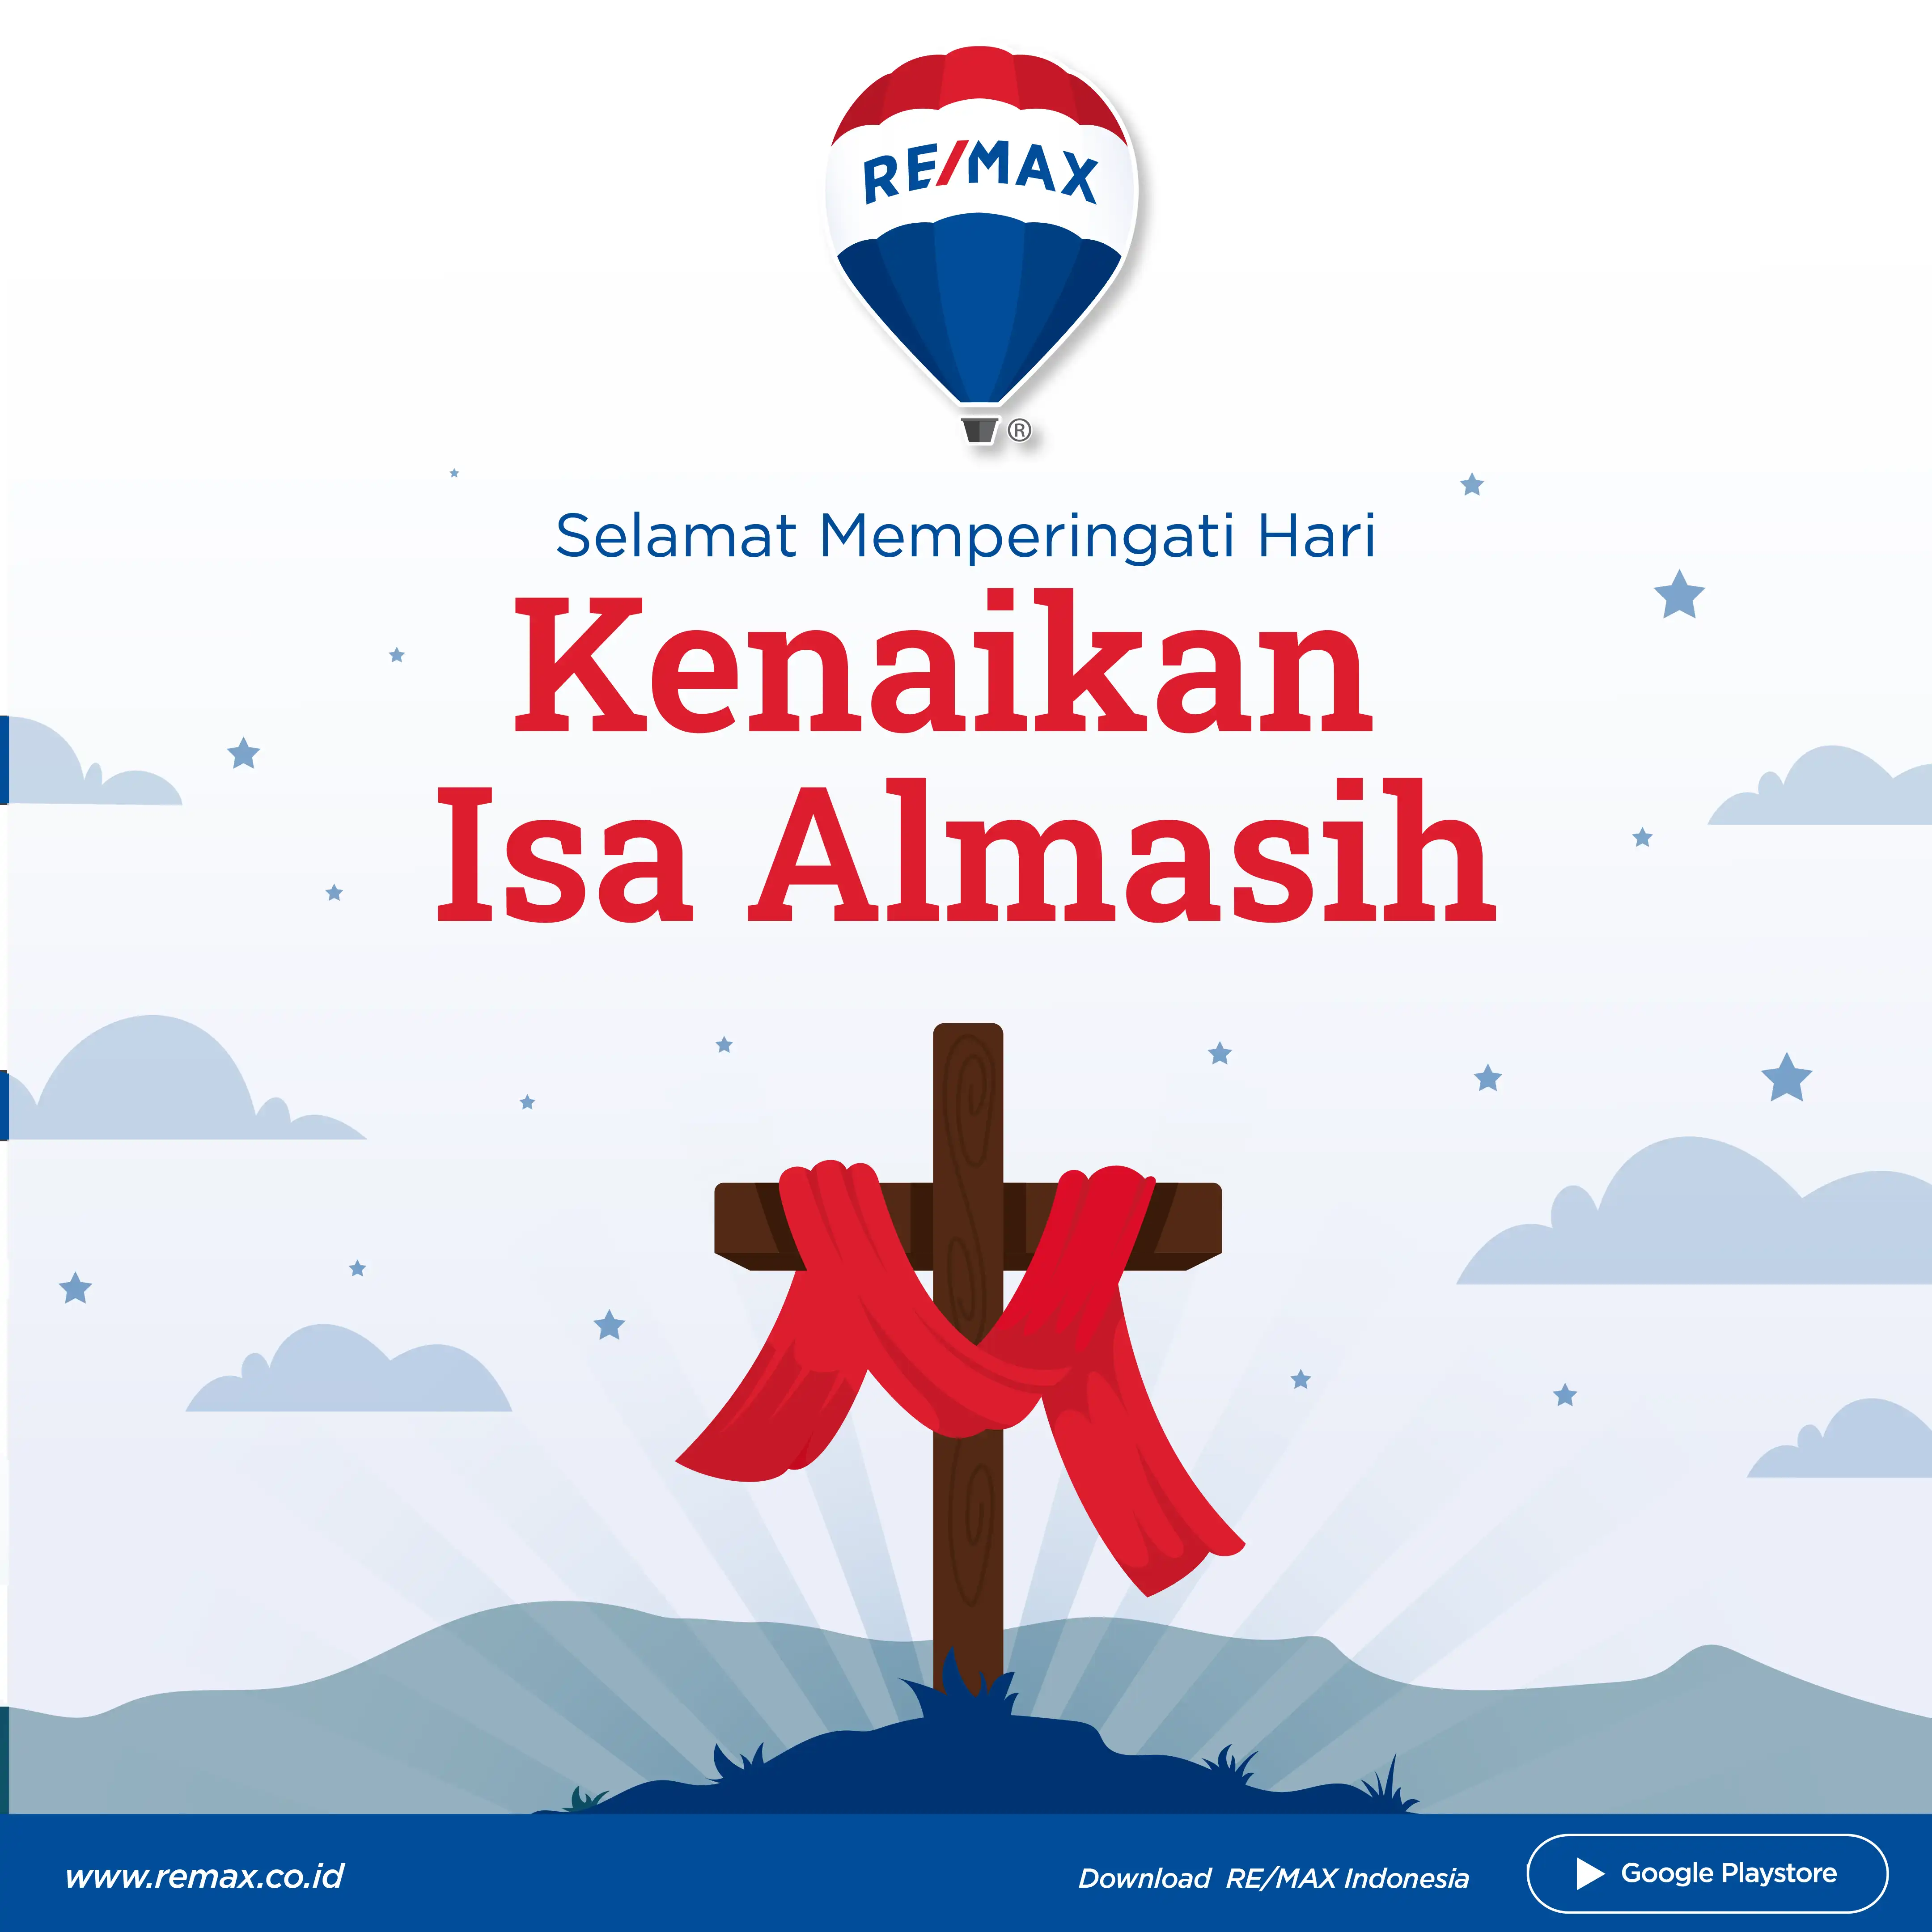 RE/MAX
®
Selamat Memperingati Hari
Kenaikan
Isa Almasih
www.remax.co.id
Download RE/MAX Indonesia
Google Playstore